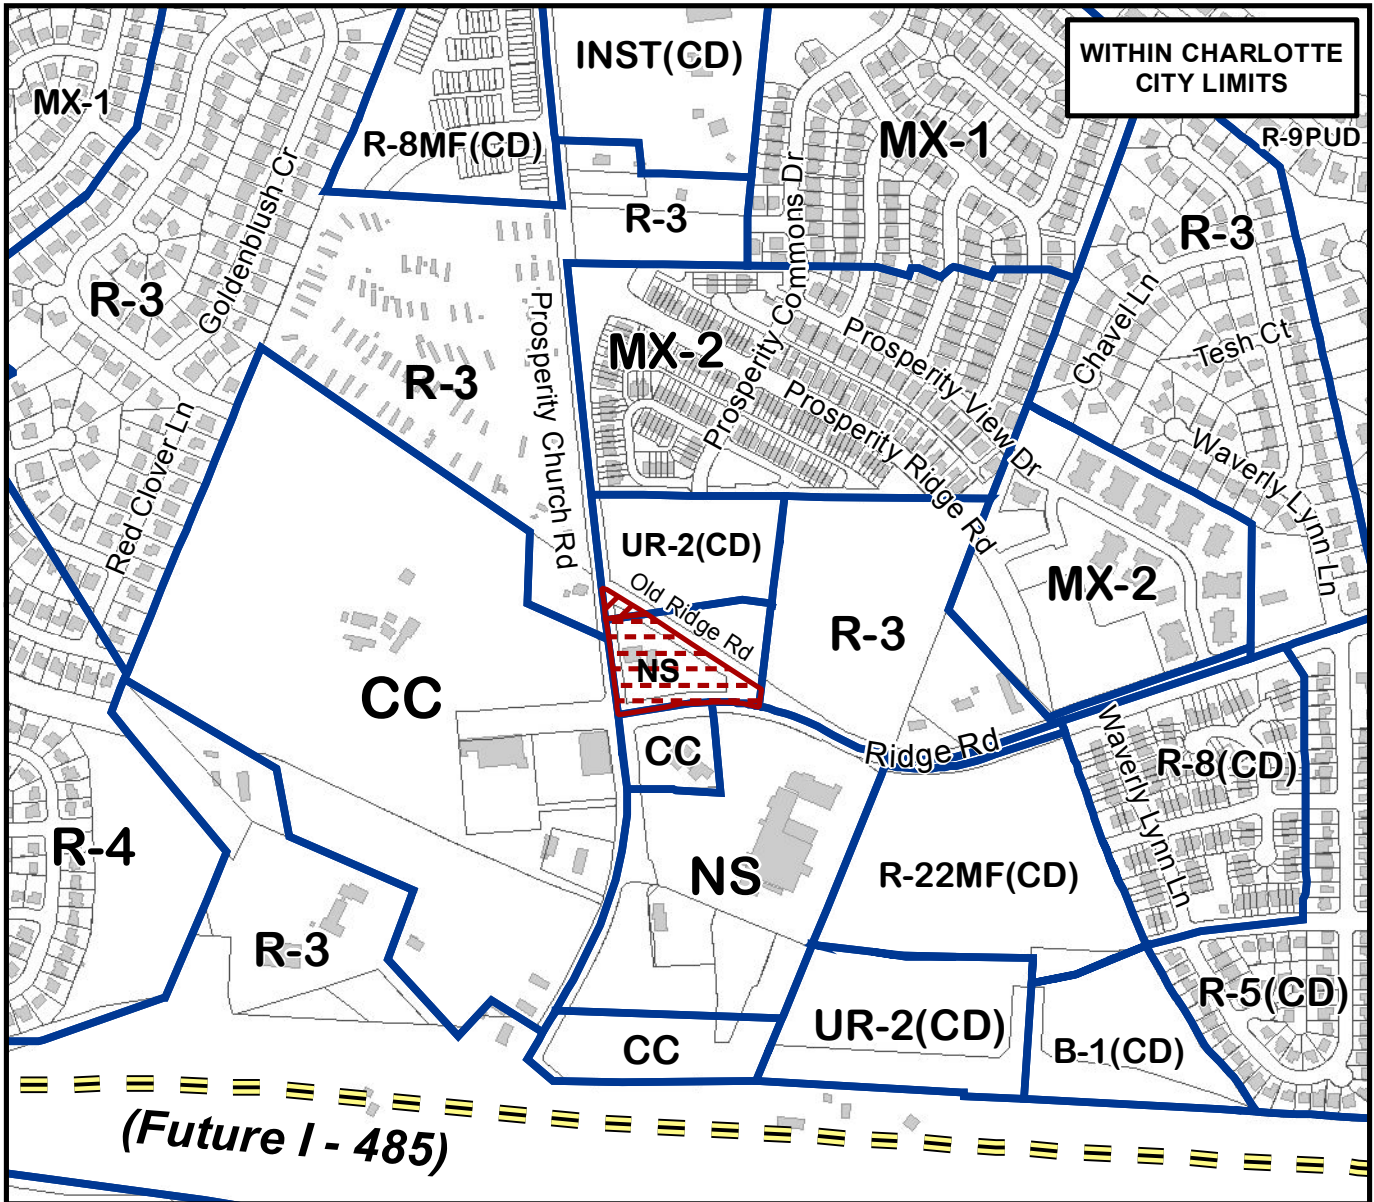 INST(CD)
WITHIN CHARLOTTE
CITY LIMITS
MX-1
R-8MF(CD)
MX-1
R-9PUD
Goldenblush Cr
Prosperity Commons Dr
R-3
R-3
R-3
Prosperity Church Rd
Chavel Ln
Tesh Ct
MX-2
Prosperity View Dr
R-3
Prosperity Ridge Rd
Red Clover Ln
Waverly Lynn Ln
UR-2(CD)
MX-2
Old Ridge Rd
R-3
NS
CC
CC
Ridge Rd
Waverly Lynn Ln
R-8(CD)
R-4
NS
R-22MF(CD)
R-3
R-5(CD)
UR-2(CD)
CC
B-1(CD)
(Future I - 485)